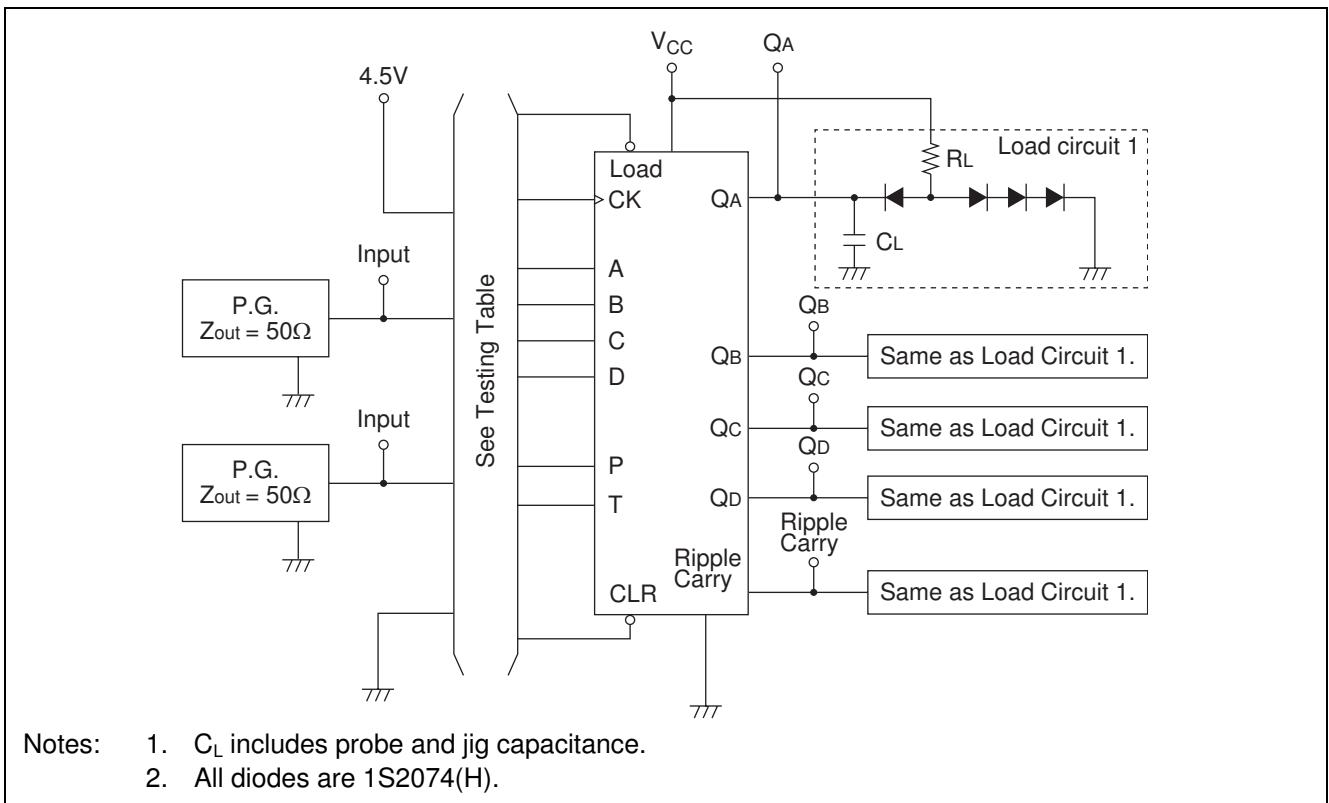 VCC
QA
4.5V
Load circuit 1
RL
Load
CK
QA
CL
Input
P.G.
Zout = 50Ω
See Testing Table
A
B
C
D
QB
QB
Same as Load Circuit 1.
QC
QC
Same as Load Circuit 1.
Input
P.G.
Zout = 50Ω
P
T
QD
QD
Same as Load Circuit 1.
Ripple
Carry
Ripple
Carry
Same as Load Circuit 1.
CLR
Notes: 1. CL includes probe and jig capacitance.
2. All diodes are 1S2074(H).